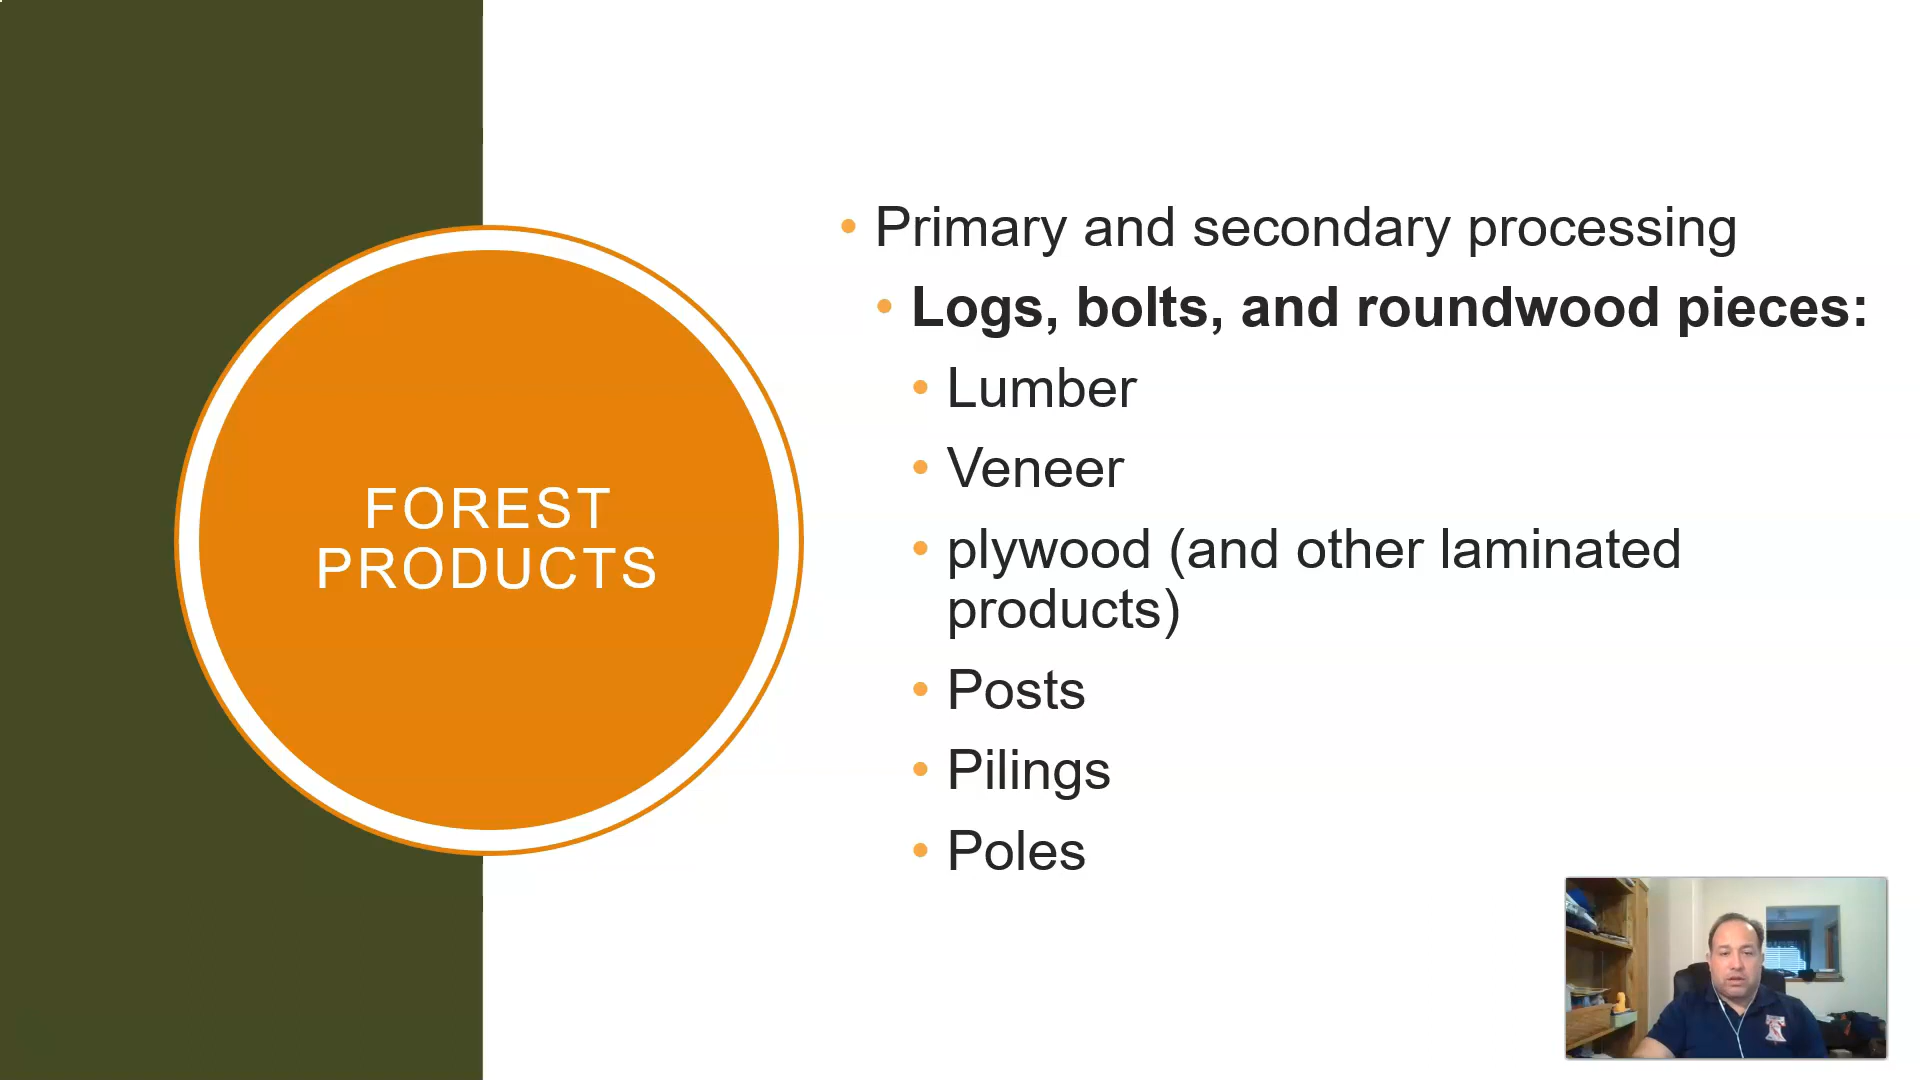 FOREST
PRODUCTS
• Primary and secondary processing
• Logs, bolts, and roundwood pieces:
• Lumber
• Veneer
• plywood (and other laminated
products)
• Posts
• Pilings
• Poles